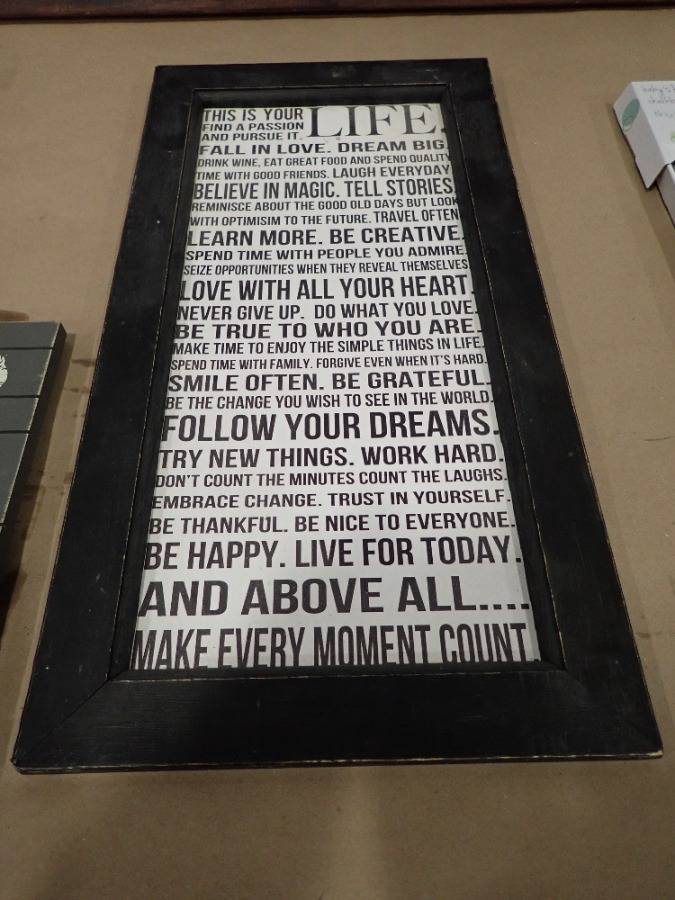 THIS IS YOUR LIFE.
FIND A PASSION
AND PURSUE IT.
FALL IN LOVE. DREAM BIG.
DRINK WINE, EAT GREAT FOOD AND SPEND QUALITY
TIME WITH GOOD FRIENDS. LAUGH EVERYDAY
BELIEVE IN MAGIC. TELL STORIES.
REMINISCE ABOUT THE GOOD OLD DAYS BUT LOOK
WITH OPTIMISIM TO THE FUTURE. TRAVEL OFTEN
LEARN MORE. BE CREATIVE.
SPEND TIME WITH PEOPLE YOU ADMIRE.
SEIZE OPPORTUNITIES WHEN THEY REVEAL THEMSELVES.
LOVE WITH ALL YOUR HEART.
NEVER GIVE UP. DO WHAT YOU LOVE.
BE TRUE TO WHO YOU ARE.
MAKE TIME TO ENJOY THE SIMPLE THINGS IN LIFE.
SPEND TIME WITH FAMILY. FORGIVE EVEN WHEN IT'S HARD.
SMILE OFTEN. BE GRATEFUL.
BE THE CHANGE YOU WISH TO SEE IN THE WORLD.
FOLLOW YOUR DREAMS.
TRY NEW THINGS. WORK HARD.
DON'T COUNT THE MINUTES COUNT THE LAUGHS.
EMBRACE CHANGE. TRUST IN YOURSELF.
BE THANKFUL. BE NICE TO EVERYONE.
BE HAPPY. LIVE FOR TODAY.
AND ABOVE ALL....
MAKE EVERY MOMENT COUNT
baby's